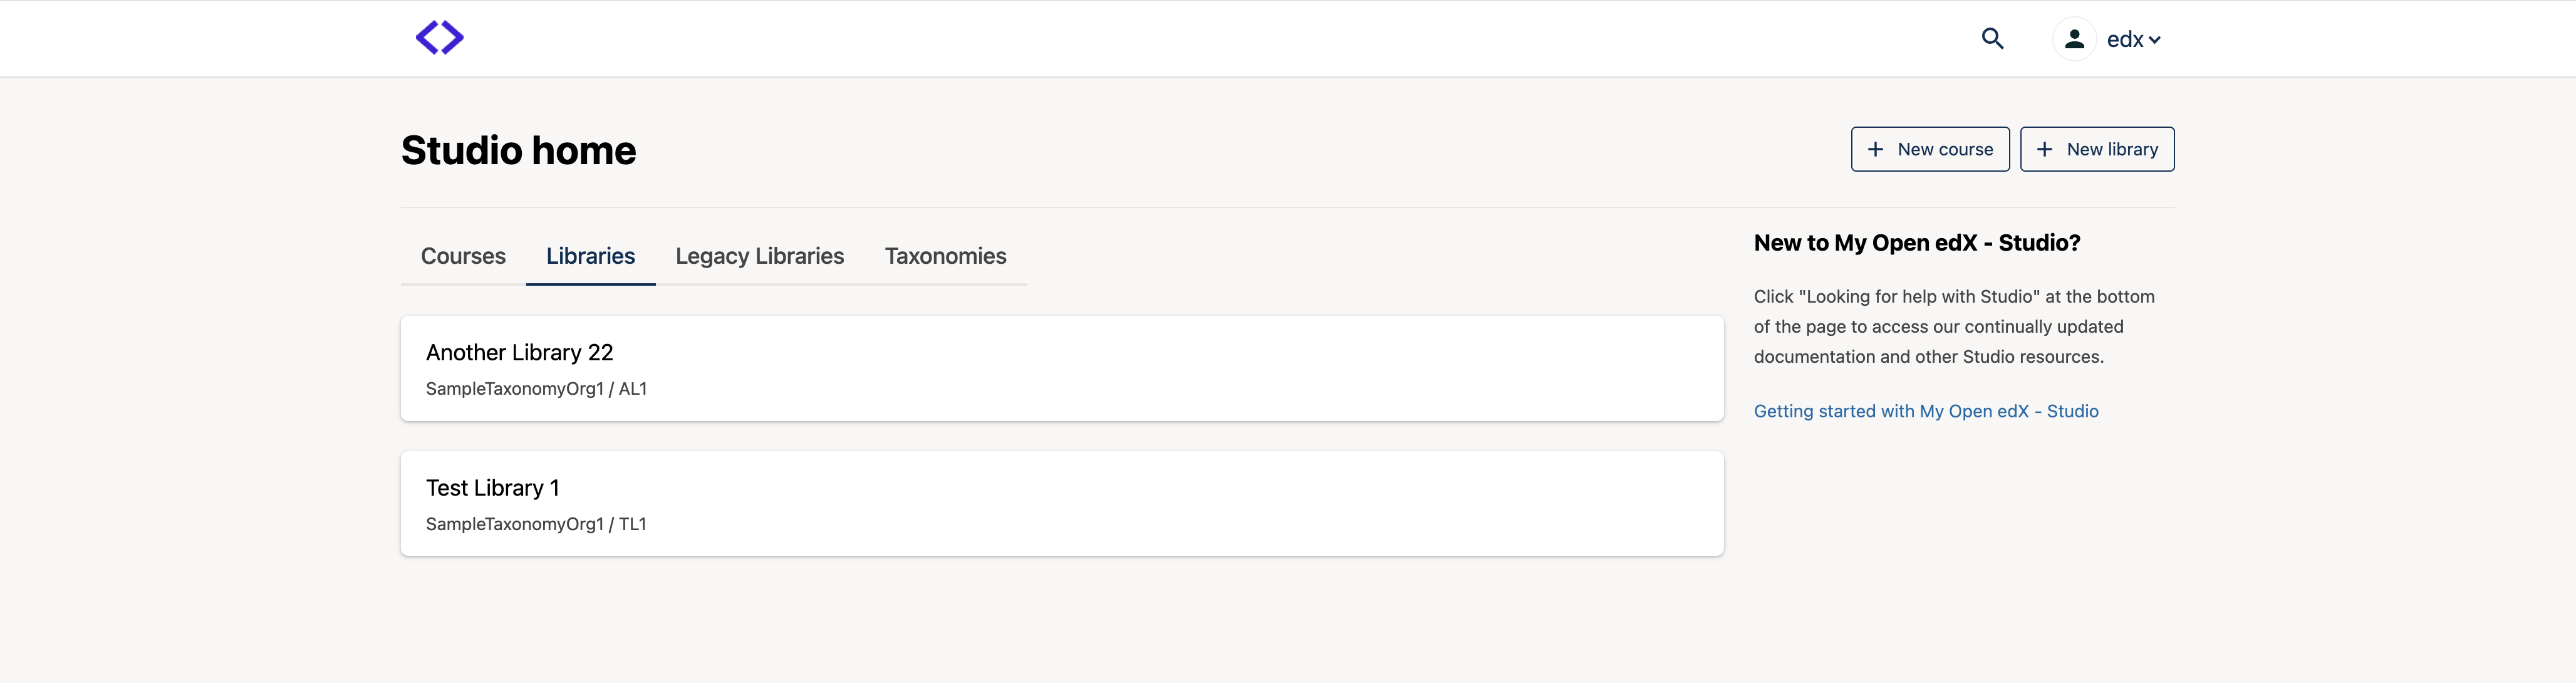 edx
Studio home
New course
New library
Courses
Libraries
Legacy Libraries
Taxonomies
Another Library 22
SampleTaxonomyOrg1 / AL1
Test Library 1
SampleTaxonomyOrg1 / TL1
New to My Open edX - Studio?
Click "Looking for help with Studio" at the bottom
of the page to access our continually updated
documentation and other Studio resources.
Getting started with My Open edX - Studio